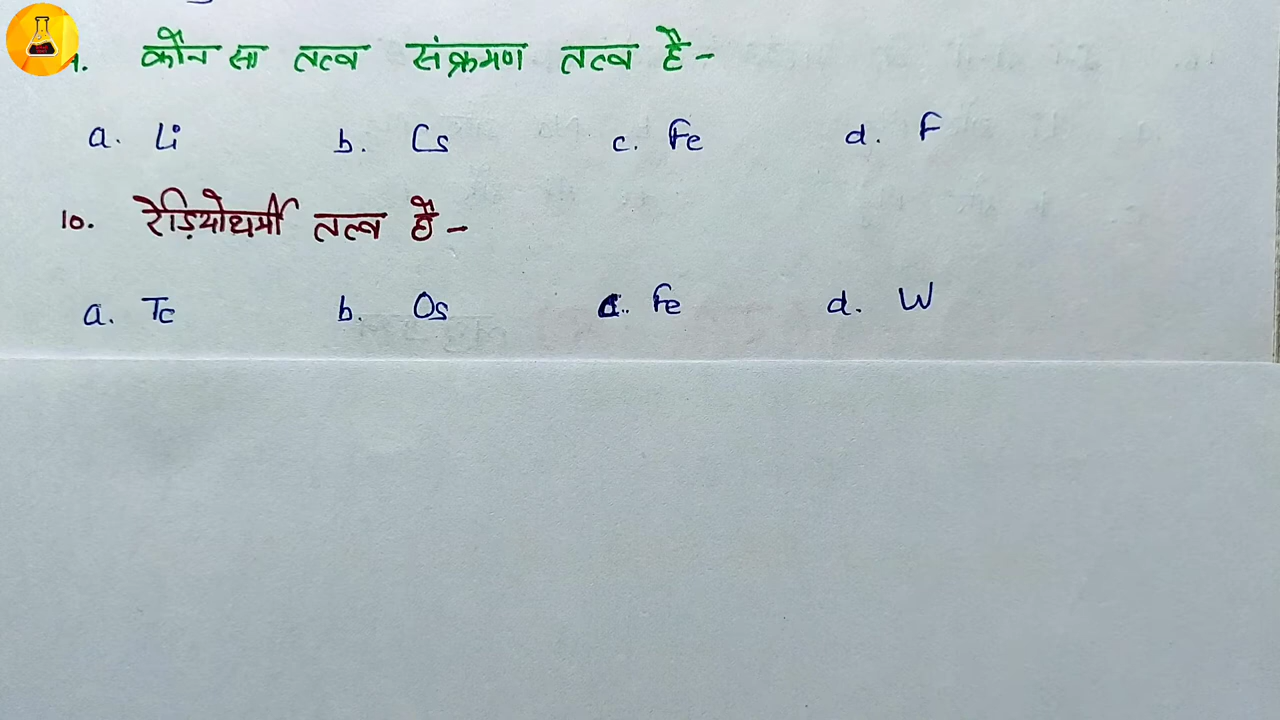 9. कौन सा तत्व संक्रमण तत्व है -
a. Li b. Cs c. Fe d. F
10. रेडियोधर्मी तत्व है -
a. Tc b. Os c. Fe d. W